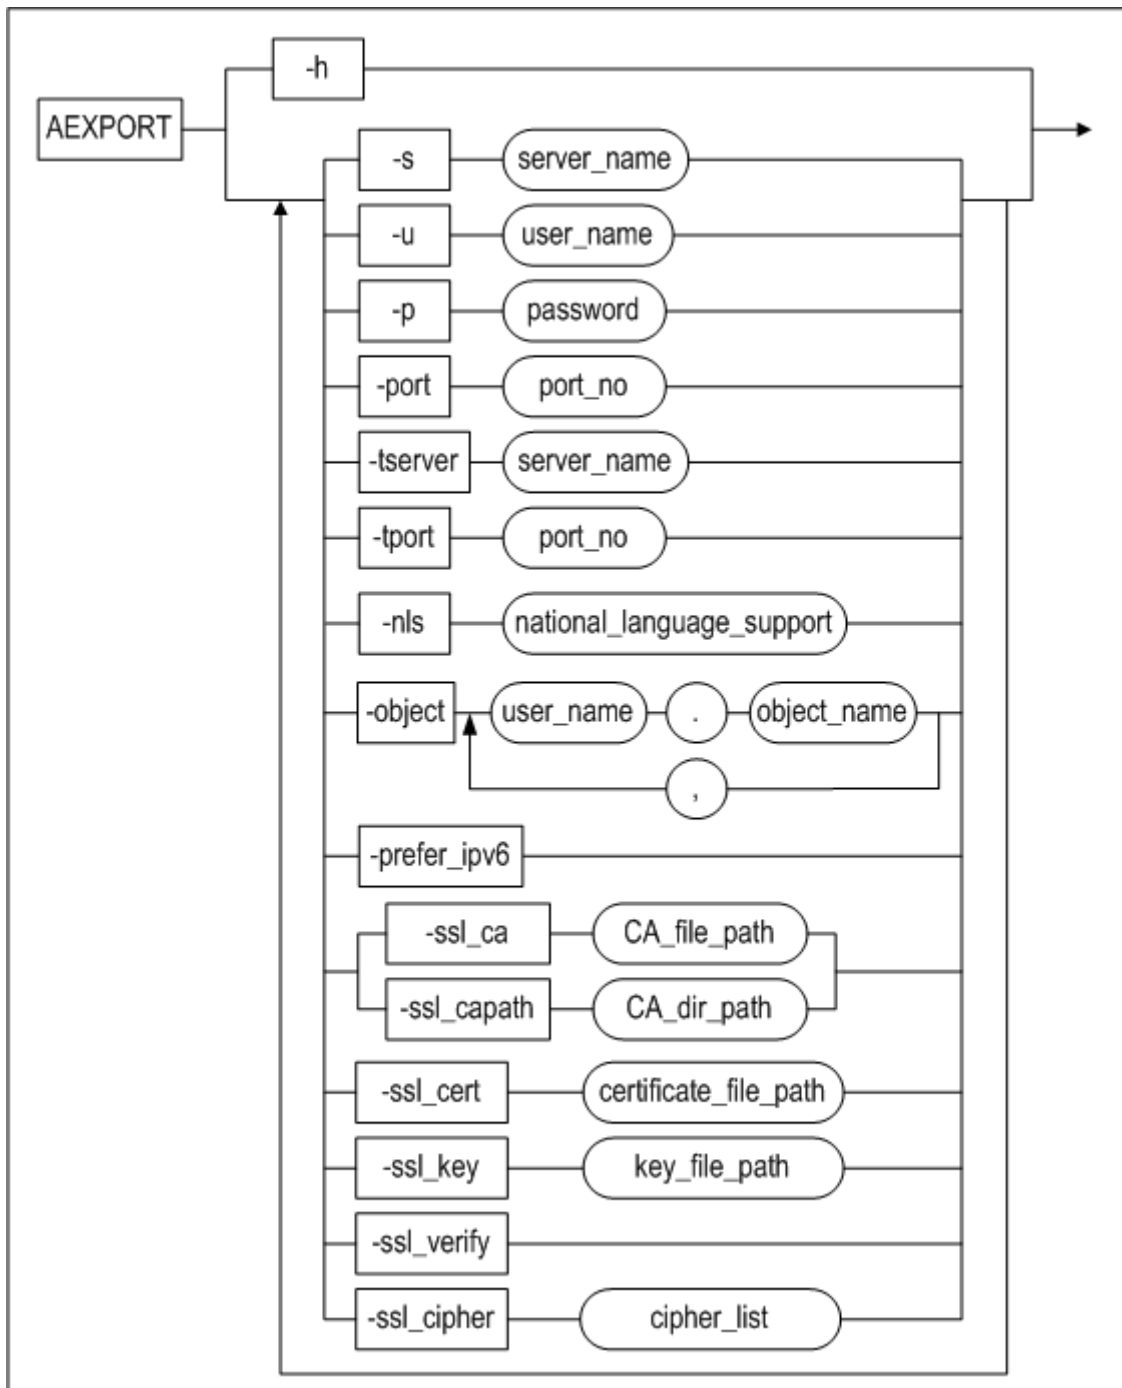 -h
AEXPORT
-s server_name
-u user_name
-p password
-port port_no
-tserver server_name
-tport port_no
-nls national_language_support
-object user_name . object_name
,
-prefer_ipv6
-ssl_ca CA_file_path
-ssl_capath CA_dir_path
-ssl_cert certificate_file_path
-ssl_key key_file_path
-ssl_verify
-ssl_cipher cipher_list